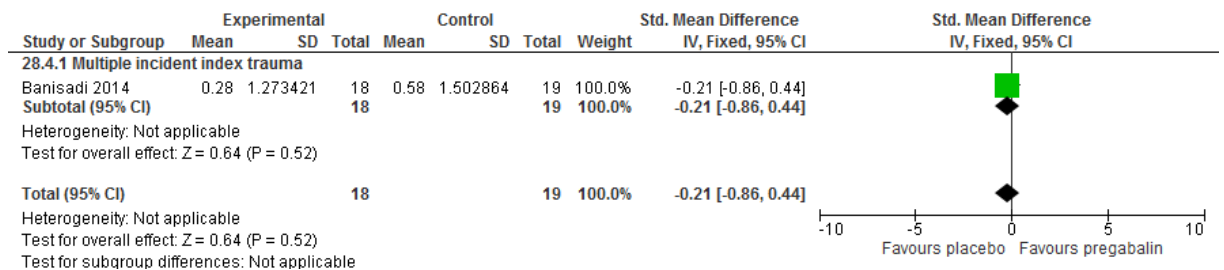 Experimental Control Std. Mean Difference Std. Mean Difference
Study or Subgroup Mean SD Total Mean SD Total Weight IV, Fixed, 95% CI IV, Fixed, 95% CI
28.4.1 Multiple incident index trauma
Banisadi 2014 0.28 1.273421 18 0.58 1.502864 19 100.0% -0.21 [-0.86, 0.44]
Subtotal (95% CI) 18 19 100.0% -0.21 [-0.86, 0.44]
Heterogeneity: Not applicable
Test for overall effect: Z = 0.64 (P = 0.52)
Total (95% CI) 18 19 100.0% -0.21 [-0.86, 0.44]
Heterogeneity: Not applicable
Test for overall effect: Z = 0.64 (P = 0.52)
Test for subgroup differences: Not applicable
-10 -5 0 5 10
Favours placebo Favours pregabalin